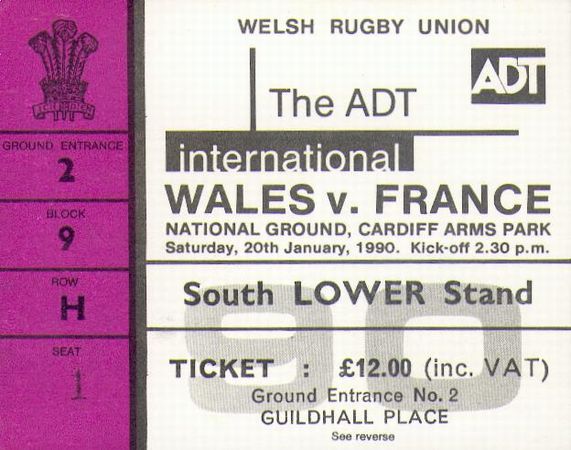 GROUND ENTRANCE
2
BLOCK
9
ROW
H
SEAT
1
WELSH RUGBY UNION
ADT
The ADT
international
WALES v. FRANCE
NATIONAL GROUND, CARDIFF ARMS PARK
Saturday, 20th January, 1990. Kick-off 2.30 p.m.
90
South LOWER Stand
TICKET : £12.00 (inc. VAT)
Ground Entrance No. 2
GUILDHALL PLACE
See reverse